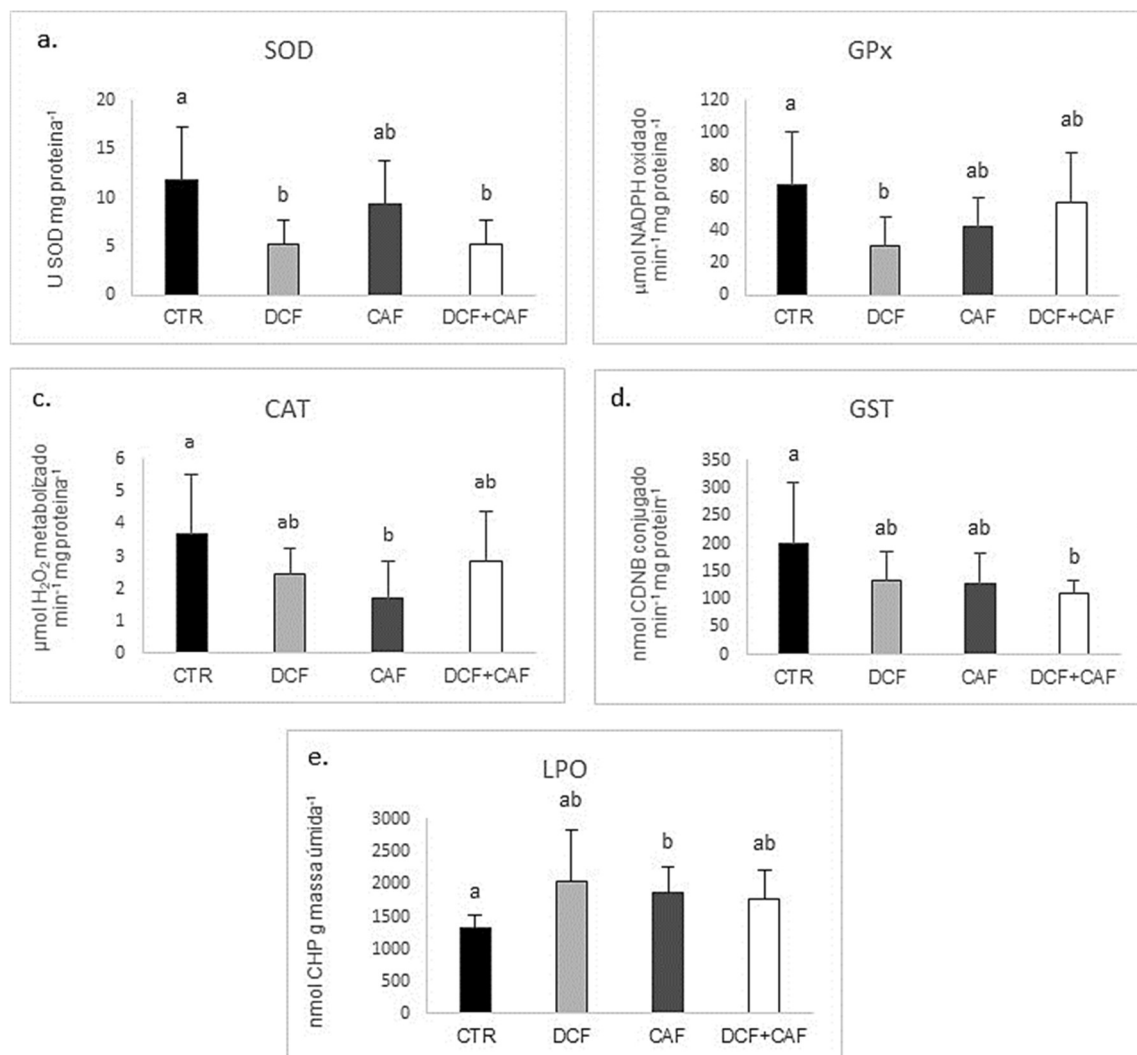 a.
SOD
U SOD mg proteina⁻¹
20
15
10
5
0
a
b
ab
b
CTR DCF CAF DCF+CAF
GPx
µmol NADPH oxidado
min⁻¹ mg proteina⁻¹
120
100
80
60
40
20
0
a
b
ab
ab
CTR DCF CAF DCF+CAF
c.
CAT
µmol H₂O₂ metabolizado
min⁻¹ mg proteina⁻¹
6
5
4
3
2
1
0
a
ab
b
ab
CTR DCF CAF DCF+CAF
d.
GST
nmol CDNB conjugado
min⁻¹ mg protein⁻¹
350
300
250
200
150
100
50
0
a
ab
ab
b
CTR DCF CAF DCF+CAF
e.
LPO
nmol CHP g massa úmida⁻¹
3000
2500
2000
1500
1000
500
0
a
ab
b
ab
CTR DCF CAF DCF+CAF